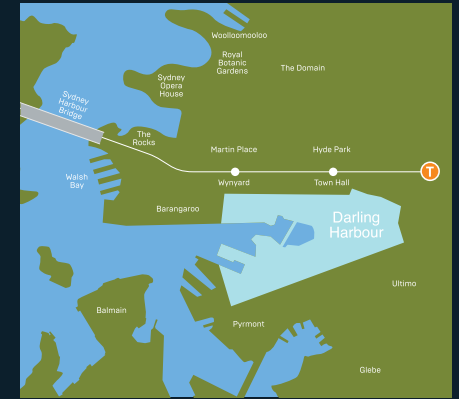 Woolloomooloo
Royal
Botanic
Gardens
The Domain
Sydney
Opera
House
Sydney
Harbour
Bridge
The
Rocks
Martin Place
Hyde Park
T
Walsh
Bay
Wynyard
Town Hall
Barangaroo
Darling
Harbour
Ultimo
Balmain
Pyrmont
Glebe